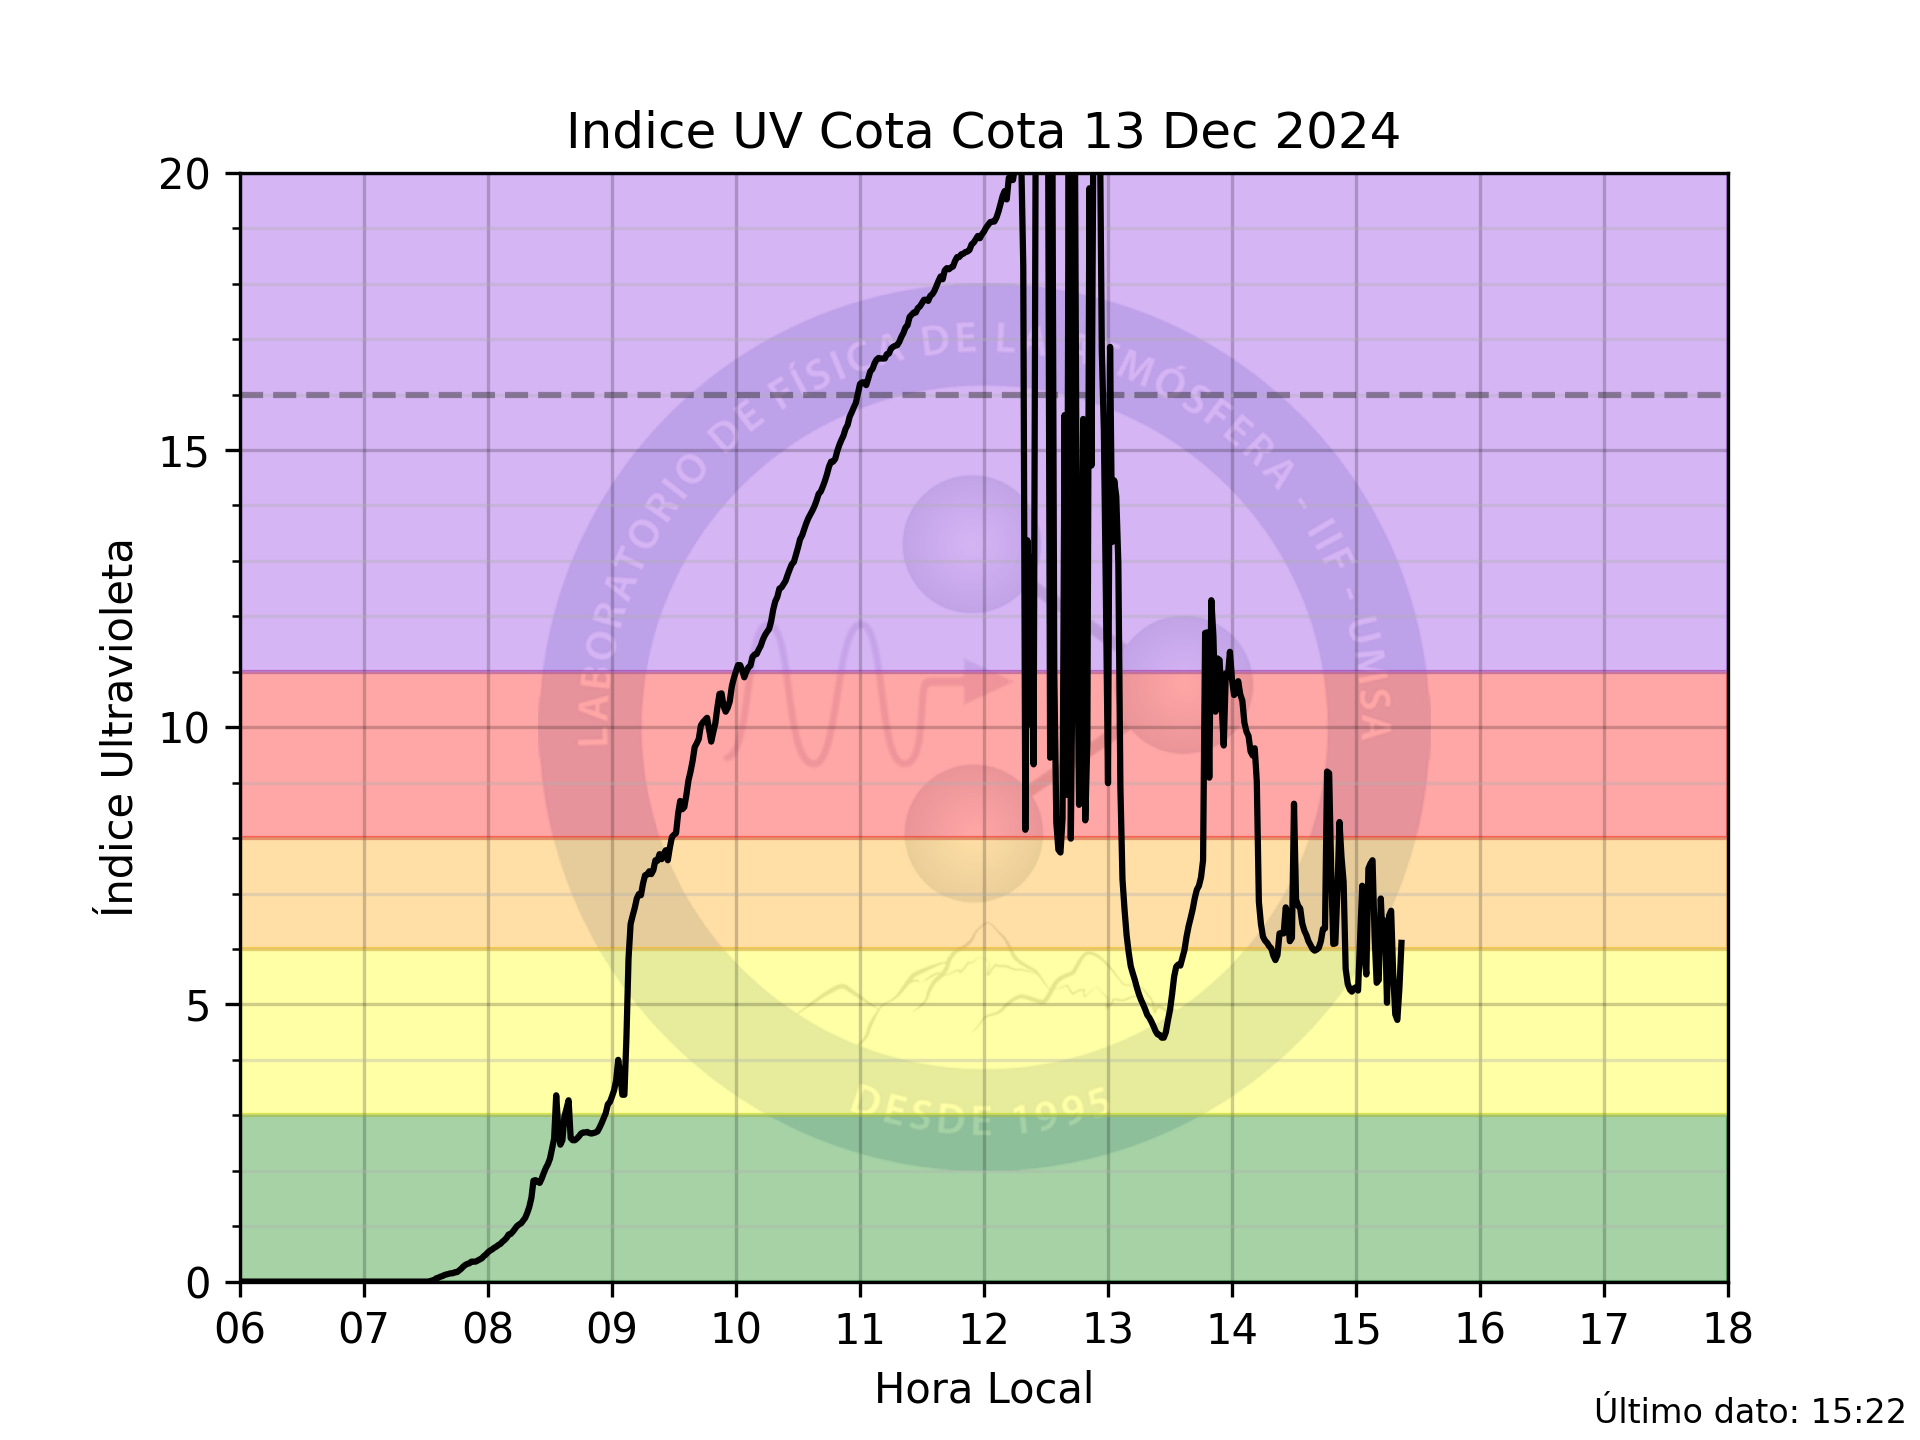 Indice UV Cota Cota 13 Dec 2024
20
15
10
5
0
Índice Ultravioleta
LABORATORIO DE FÍSICA DE LA ATMÓSFERA - IIF - UMSA
DESDE 1995
06 07 08 09 10 11 12 13 14 15 16 17 18
Hora Local
Último dato: 15:22